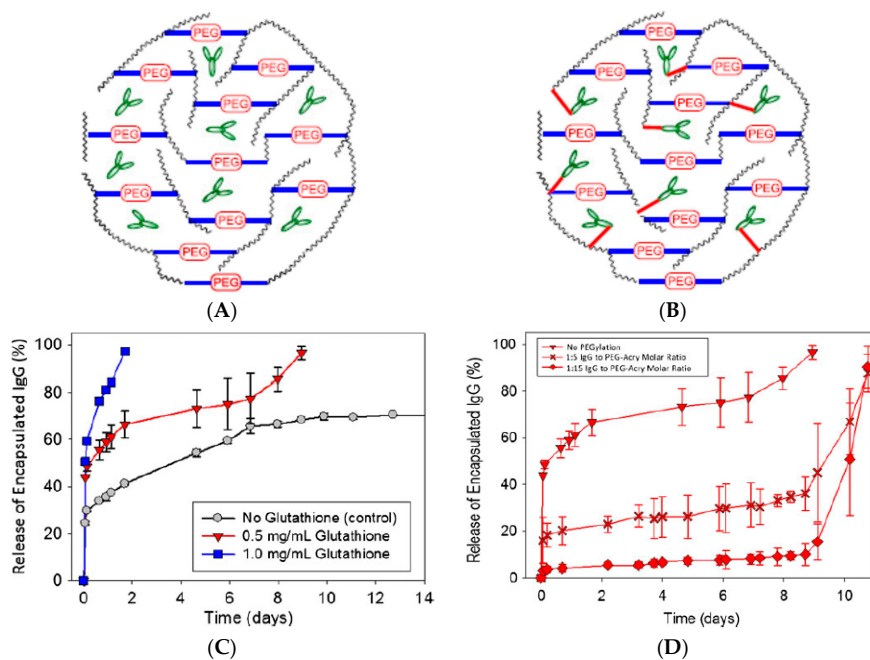 PEG
PEG
PEG
PEG
PEG
PEG
PEG
PEG
PEG
PEG
PEG
PEG
(A)
PEG
PEG
PEG
PEG
PEG
PEG
PEG
PEG
PEG
PEG
PEG
PEG
(B)
Release of Encapsulated IgG (%)
100
80
60
40
20
0
No Glutathione (control)
0.5 mg/mL Glutathione
1.0 mg/mL Glutathione
0 2 4 6 8 10 12 14
Time (days)
(C)
Release of Encapsulated IgG (%)
100
80
60
40
20
0
No PEGylation
1:5 IgG to PEG-Acry Molar Ratio
1:15 IgG to PEG-Acry Molar Ratio
0 2 4 6 8 10
Time (days)
(D)